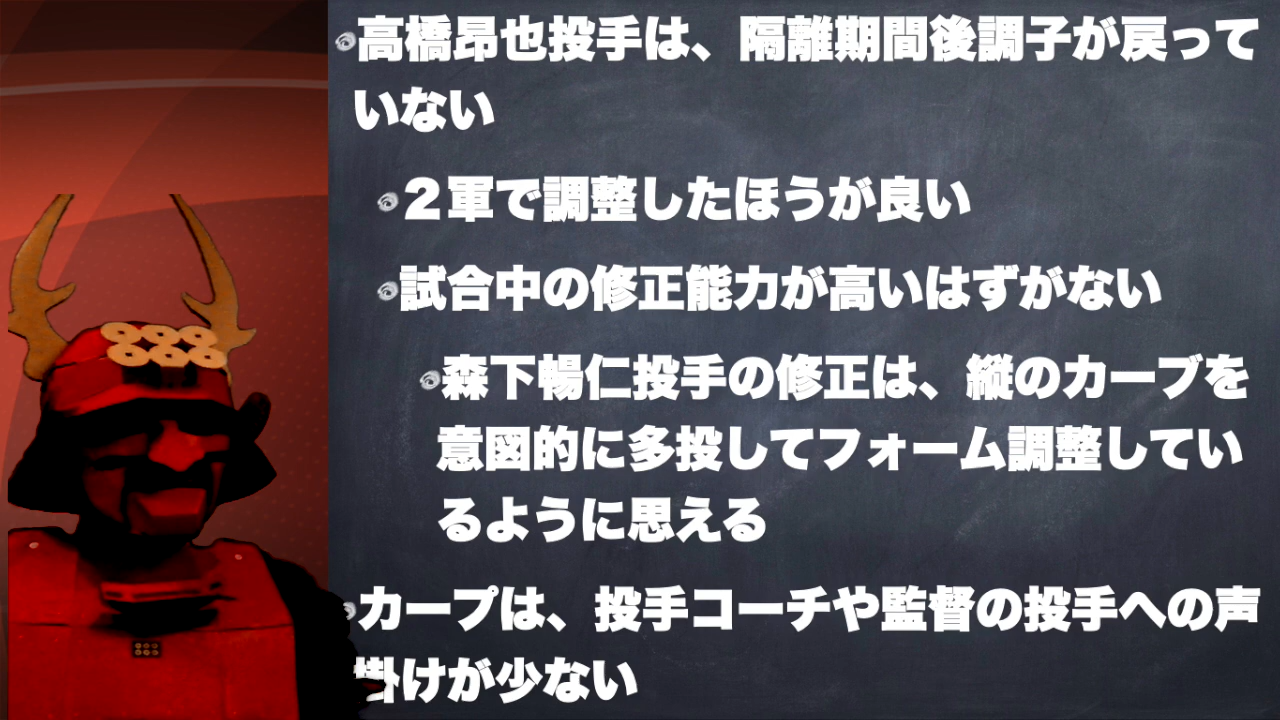 高橋昂也投手は、隔離期間後調子が戻って
いない
２軍で調整したほうが良い
試合中の修正能力が高いはずがない
森下暢仁投手の修正は、縦のカーブを
意図的に多投してフォーム調整してい
るように思える
カープは、投手コーチや監督の投手への声
掛けが少ない